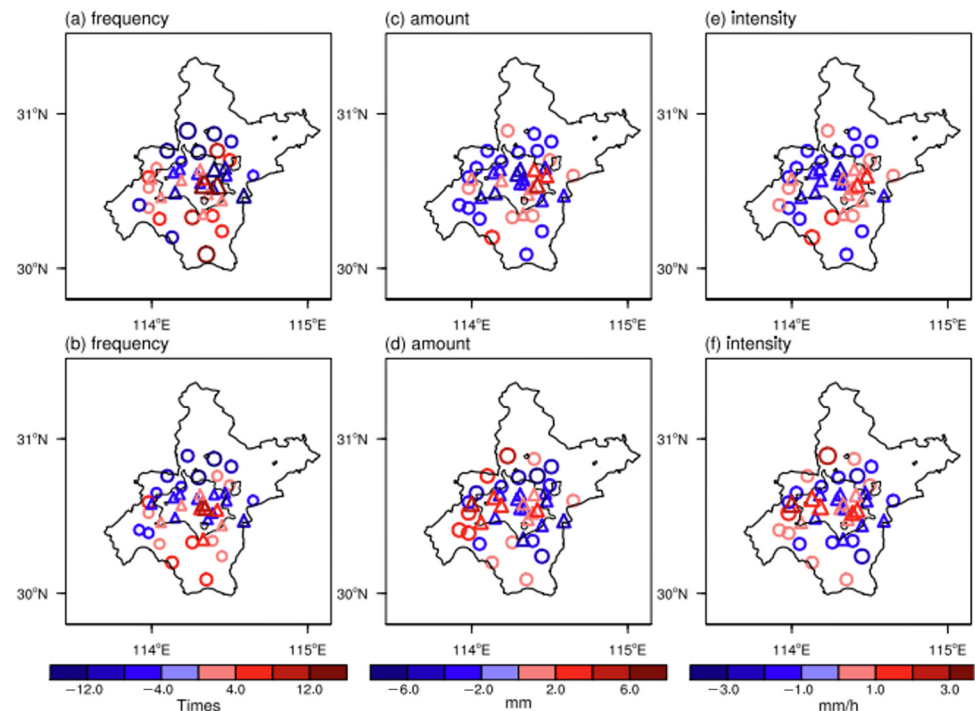 (a) frequency (c) amount (e) intensity
31°N 31°N 31°N
30°N 30°N 30°N
114°E 115°E 114°E 115°E 114°E 115°E
(b) frequency (d) amount (f) intensity
31°N 31°N 31°N
30°N 30°N 30°N
114°E 115°E 114°E 115°E 114°E 115°E
−12.0 −4.0 4.0 12.0 −6.0 −2.0 2.0 6.0 −3.0 −1.0 1.0 3.0
Times mm mm/h